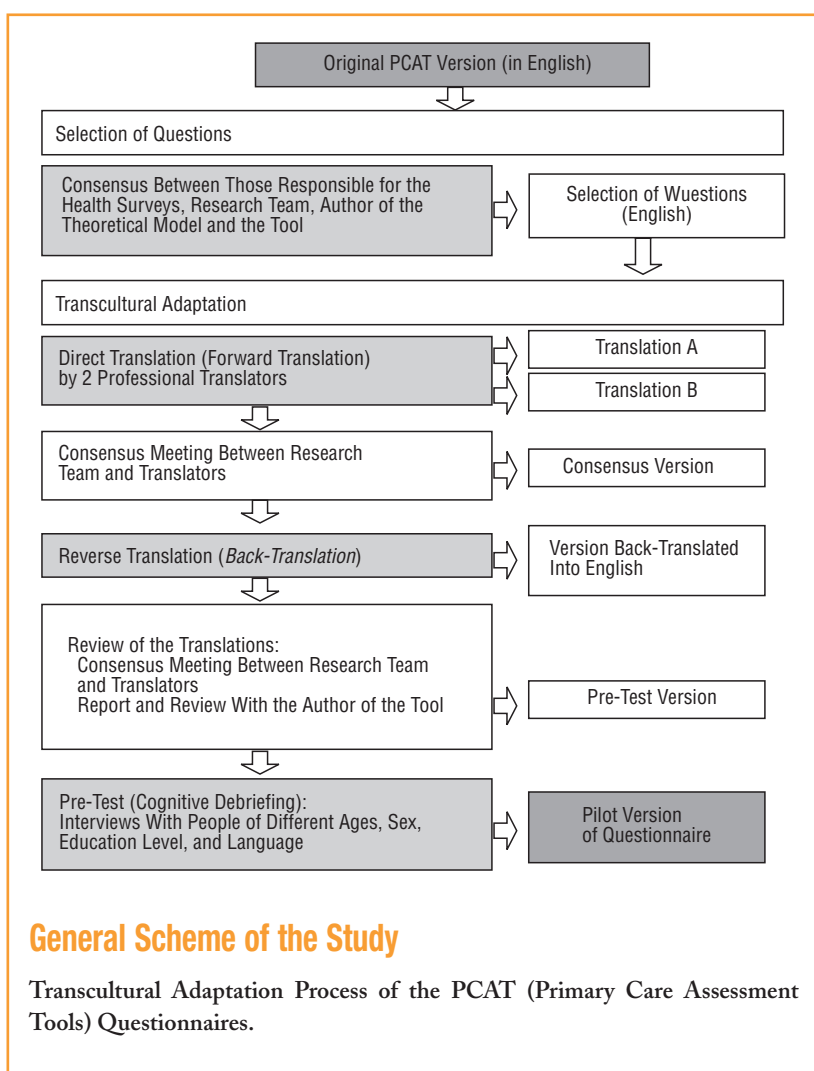 Original PCAT Version (in English)
Selection of Questions
Consensus Between Those Responsible for the
Health Surveys, Research Team, Author of the
Theoretical Model and the Tool
Selection of Wuestions
(English)
Transcultural Adaptation
Direct Translation (Forward Translation)
by 2 Professional Translators
Translation A
Translation B
Consensus Meeting Between Research
Team and Translators
Consensus Version
Reverse Translation (Back-Translation)
Version Back-Translated
Into English
Review of the Translations:
Consensus Meeting Between Research Team
and Translators
Report and Review With the Author of the Tool
Pre-Test Version
Pre-Test (Cognitive Debriefing):
Interviews With People of Different Ages, Sex,
Education Level, and Language
Pilot Version
of Questionnaire
General Scheme of the Study
Transcultural Adaptation Process of the PCAT (Primary Care Assessment
Tools) Questionnaires.